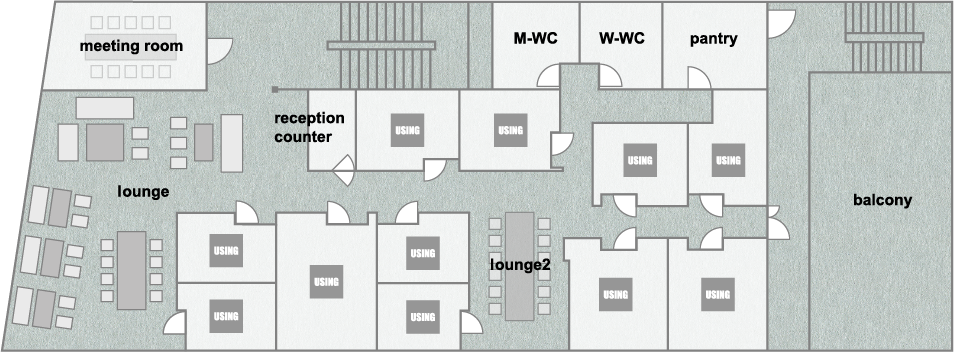 M-WC
W-WC
pantry
meeting room
reception
counter
USING
USING
USING
USING
lounge
balcony
USING
USING
lounge2
USING
USING
USING
USING
USING